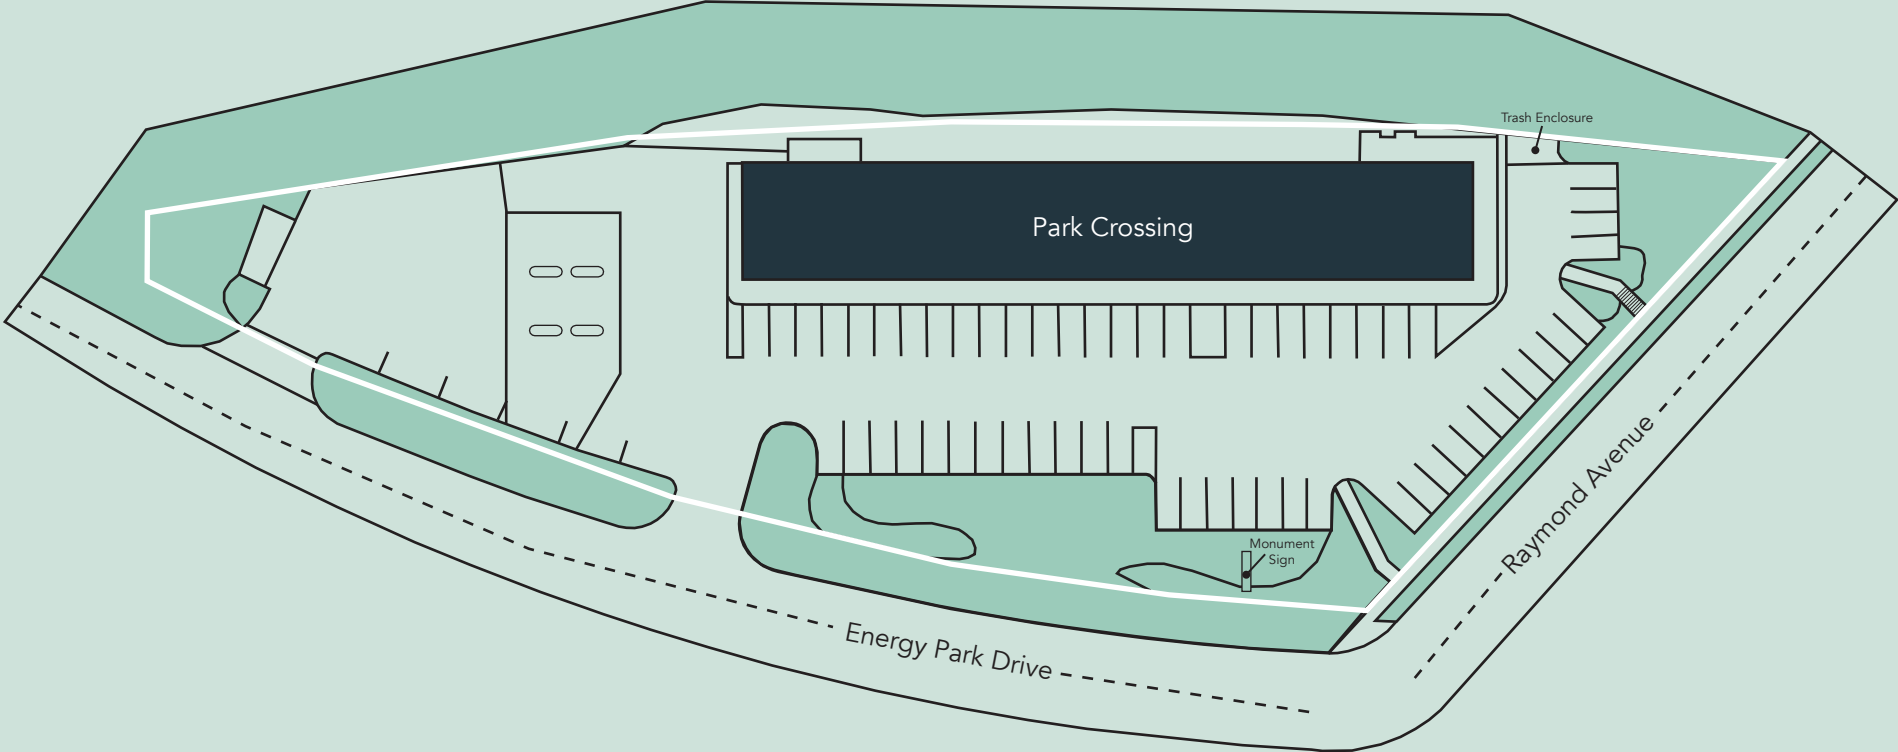 Trash Enclosure
Park Crossing
Raymond Avenue
Monument
Sign
Energy Park Drive